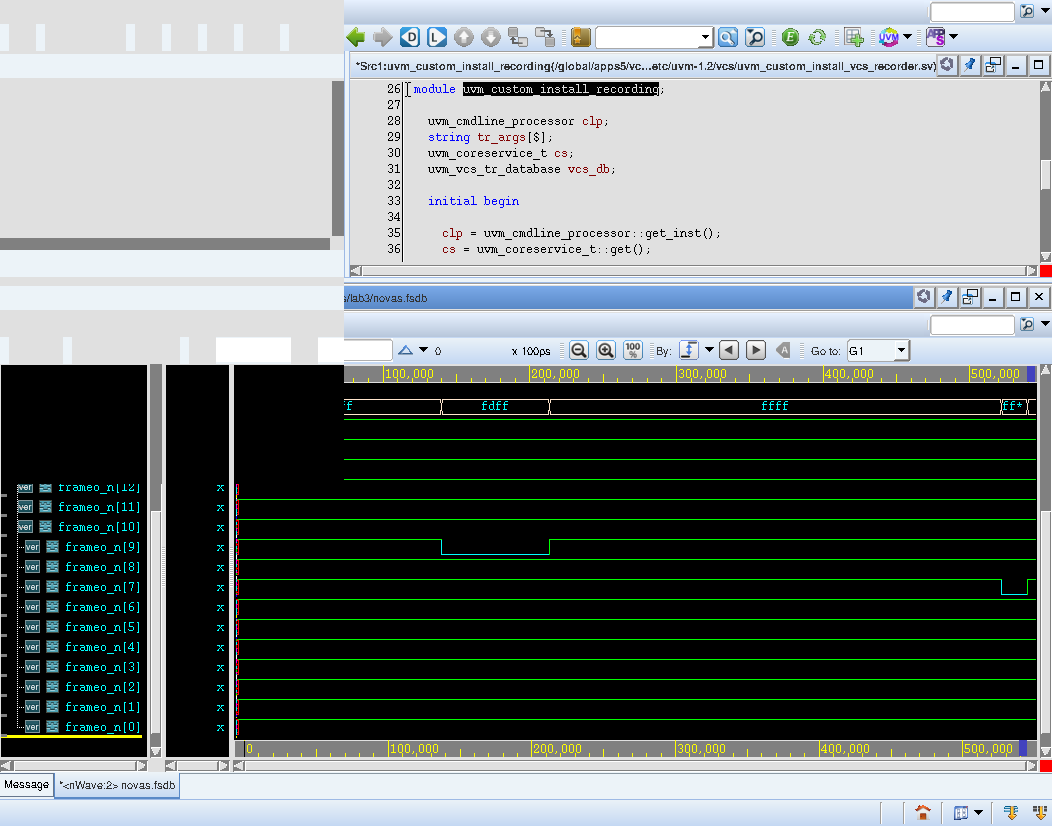 *Src1:uvm_custom_install_recording(/global/apps5/vc...etc/uvm-1.2/vcs/uvm_custom_install_vcs_recorder.sv)
26 module uvm_custom_install_recording;
27
28 uvm_cmdline_processor clp;
29 string tr_args[$];
30 uvm_coreservice_t cs;
31 uvm_vcs_tr_database vcs_db;
32
33 initial begin
34
35 clp = uvm_cmdline_processor::get_inst();
36 cs = uvm_coreservice_t::get();
s/lab3/novas.fsdb
0 x 100ps 100% By: Go to: G1
100,000 200,000 300,000 400,000 500,000
ff fdff ffff ff*
ver frameo_n[12] x
ver frameo_n[11] x
ver frameo_n[10] x
ver frameo_n[9] x
ver frameo_n[8] x
ver frameo_n[7] x
ver frameo_n[6] x
ver frameo_n[5] x
ver frameo_n[4] x
ver frameo_n[3] x
ver frameo_n[2] x
ver frameo_n[1] x
ver frameo_n[0] x
0 100,000 200,000 300,000 400,000 500,000
Message *<nWave:2> novas.fsdb